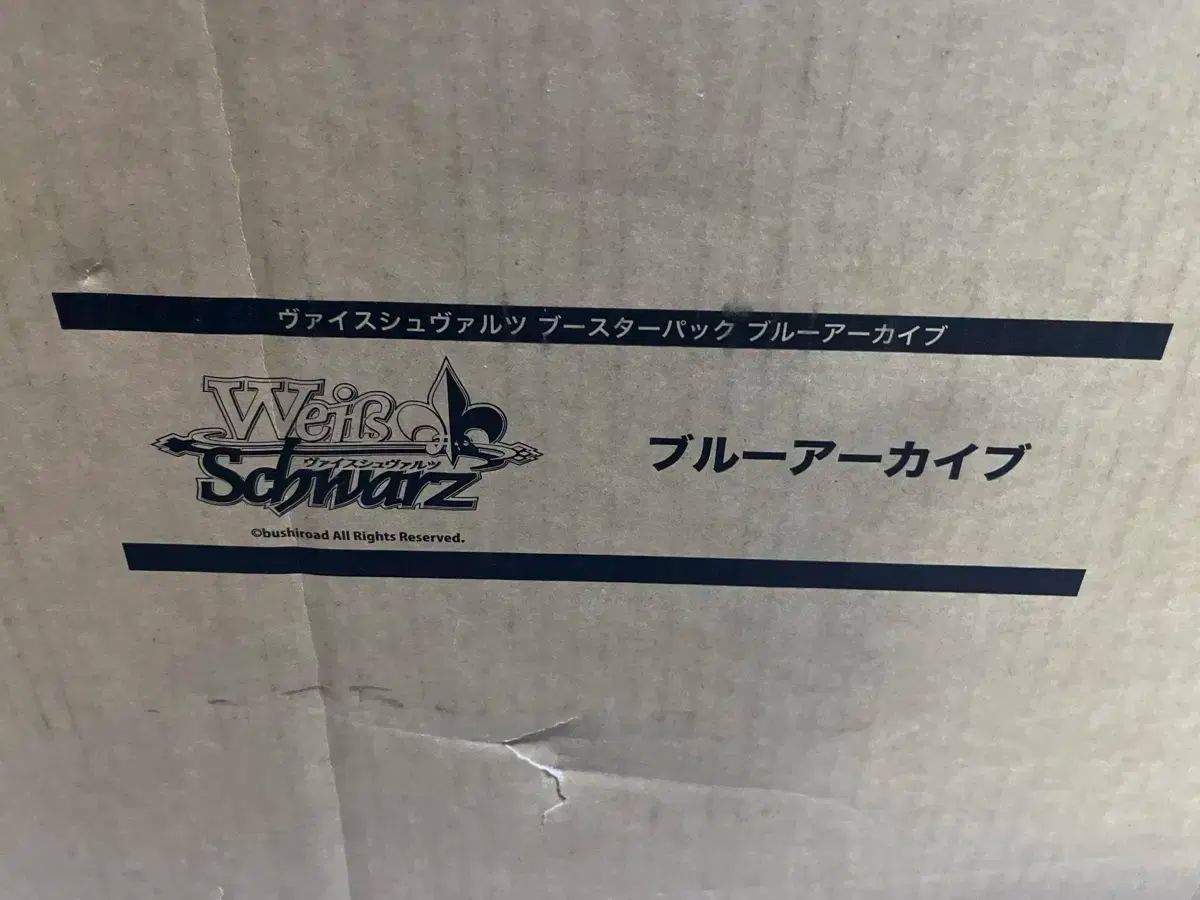 ヴァイスシュヴァルツ ブースターパック ブルーアーカイブ
Weiß
ヴァイスシュヴァルツ
Schwarz
©bushiroad All Rights Reserved.
ブルーアーカイブ